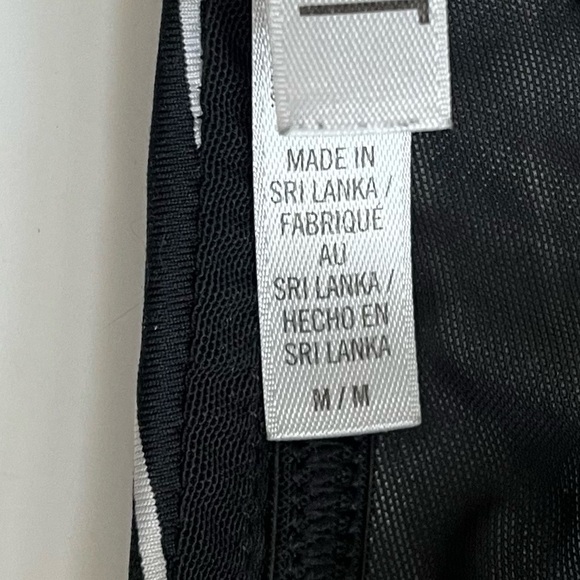 MADE IN
SRI LANKA /
FABRIQUÉ
AU
SRI LANKA /
HECHO EN
SRI LANKA
M / M